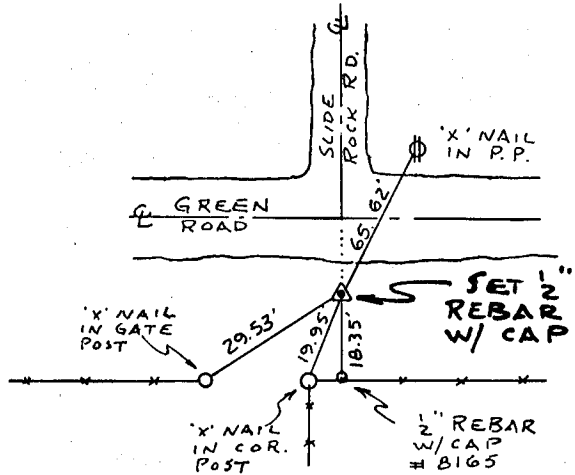 ℄
SLIDE
ROCK RD.
'X' NAIL
IN P.P.
℄ GREEN
ROAD
65.62'
SET 1/2"
REBAR
W/ CAP
'X' NAIL
IN GATE
POST
29.53'
19.95'
18.35'
'X' NAIL
IN COR.
POST
1/2" REBAR
W/ CAP
# 8165